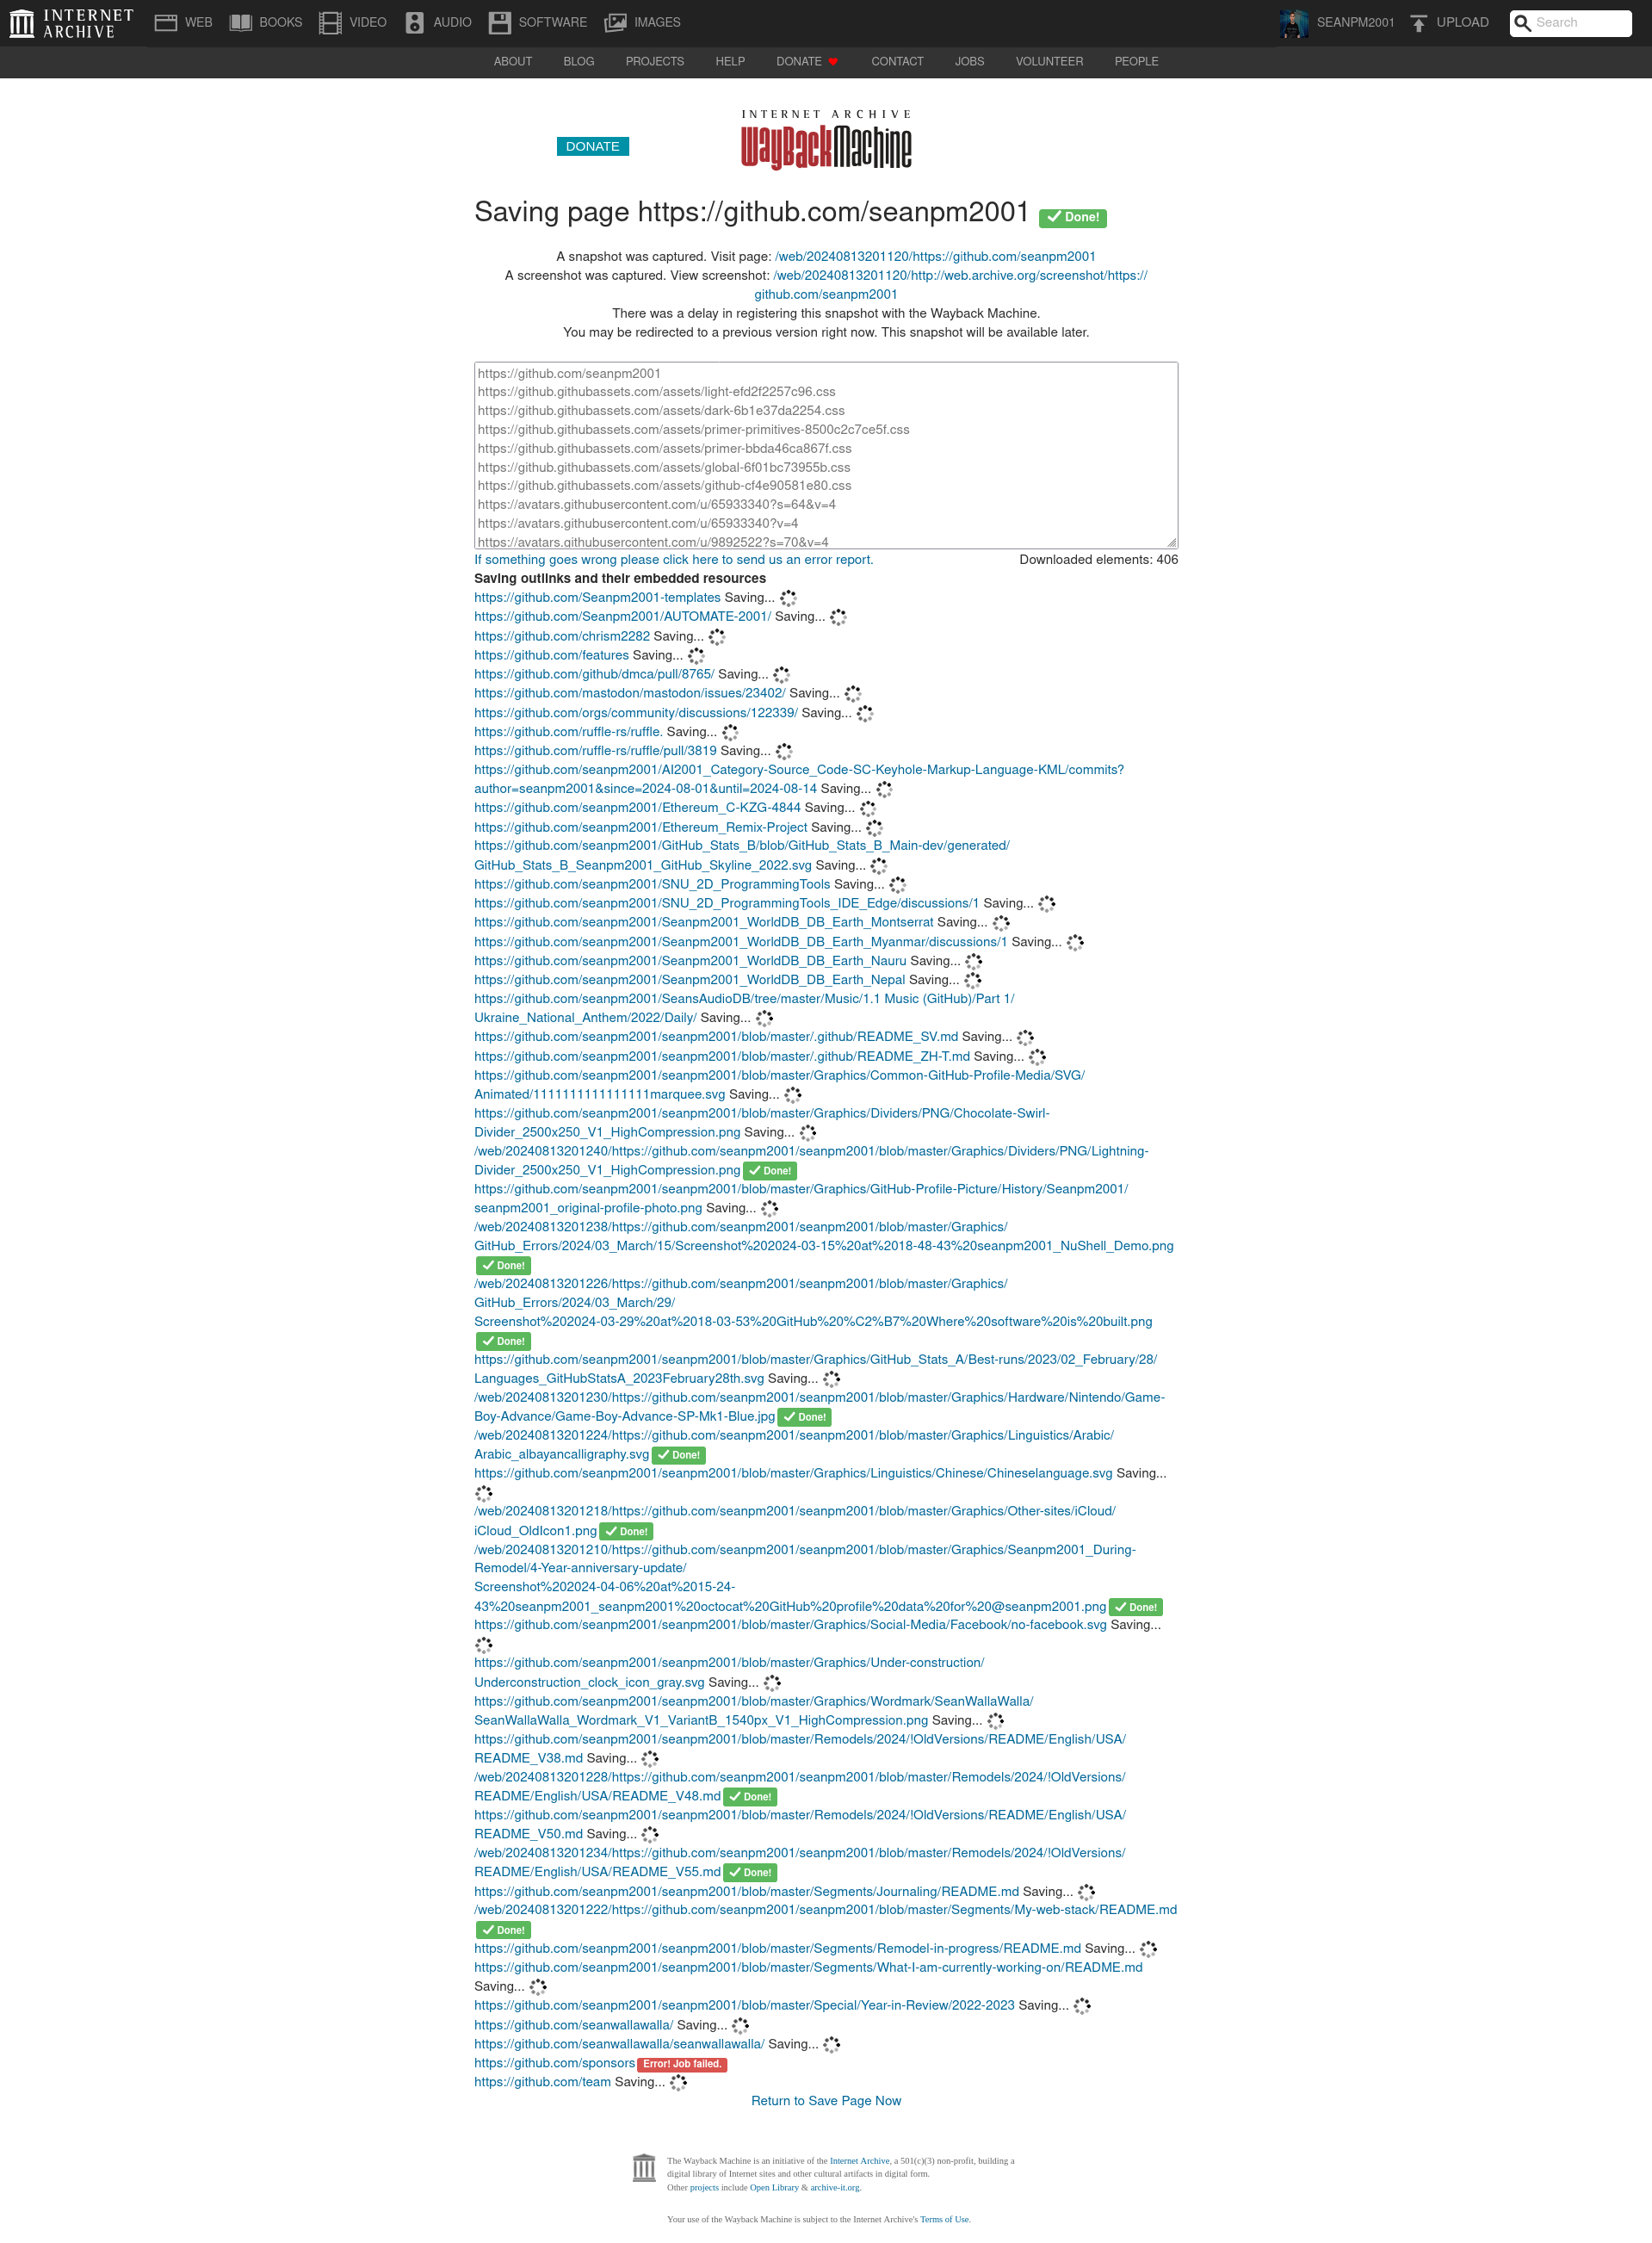 INTERNET ARCHIVE
WEB BOOKS VIDEO AUDIO SOFTWARE IMAGES SEANPM2001 UPLOAD Search
ABOUT BLOG PROJECTS HELP DONATE CONTACT JOBS VOLUNTEER PEOPLE
INTERNET ARCHIVE
DONATE WayBackMachine
Saving page https://github.com/seanpm2001 Done!
A snapshot was captured. Visit page: /web/20240813201120/https://github.com/seanpm2001
A screenshot was captured. View screenshot: /web/20240813201120/http://web.archive.org/screenshot/https://
github.com/seanpm2001
There was a delay in registering this snapshot with the Wayback Machine.
You may be redirected to a previous version right now. This snapshot will be available later.
https://github.com/seanpm2001
https://github.githubassets.com/assets/light-efd2f2257c96.css
https://github.githubassets.com/assets/dark-6b1e37da2254.css
https://github.githubassets.com/assets/primer-primitives-8500c2c7ce5f.css
https://github.githubassets.com/assets/primer-bbda46ca867f.css
https://github.githubassets.com/assets/global-6f01bc73955b.css
https://github.githubassets.com/assets/github-cf4e90581e80.css
https://avatars.githubusercontent.com/u/65933340?s=64&v=4
https://avatars.githubusercontent.com/u/65933340?v=4
https://avatars.githubusercontent.com/u/9892522?s=70&v=4
If something goes wrong please click here to send us an error report. Downloaded elements: 406
Saving outlinks and their embedded resources
https://github.com/Seanpm2001-templates Saving...
https://github.com/Seanpm2001/AUTOMATE-2001/ Saving...
https://github.com/chrism2282 Saving...
https://github.com/features Saving...
https://github.com/github/dmca/pull/8765/ Saving...
https://github.com/mastodon/mastodon/issues/23402/ Saving...
https://github.com/orgs/community/discussions/122339/ Saving...
https://github.com/ruffle-rs/ruffle. Saving...
https://github.com/ruffle-rs/ruffle/pull/3819 Saving...
https://github.com/seanpm2001/AI2001_Category-Source_Code-SC-Keyhole-Markup-Language-KML/commits?
author=seanpm2001&since=2024-08-01&until=2024-08-14 Saving...
https://github.com/seanpm2001/Ethereum_C-KZG-4844 Saving...
https://github.com/seanpm2001/Ethereum_Remix-Project Saving...
https://github.com/seanpm2001/GitHub_Stats_B/blob/GitHub_Stats_B_Main-dev/generated/
GitHub_Stats_B_Seanpm2001_GitHub_Skyline_2022.svg Saving...
https://github.com/seanpm2001/SNU_2D_ProgrammingTools Saving...
https://github.com/seanpm2001/SNU_2D_ProgrammingTools_IDE_Edge/discussions/1 Saving...
https://github.com/seanpm2001/Seanpm2001_WorldDB_DB_Earth_Montserrat Saving...
https://github.com/seanpm2001/Seanpm2001_WorldDB_DB_Earth_Myanmar/discussions/1 Saving...
https://github.com/seanpm2001/Seanpm2001_WorldDB_DB_Earth_Nauru Saving...
https://github.com/seanpm2001/Seanpm2001_WorldDB_DB_Earth_Nepal Saving...
https://github.com/seanpm2001/SeansAudioDB/tree/master/Music/1.1 Music (GitHub)/Part 1/
Ukraine_National_Anthem/2022/Daily/ Saving...
https://github.com/seanpm2001/seanpm2001/blob/master/.github/README_SV.md Saving...
https://github.com/seanpm2001/seanpm2001/blob/master/.github/README_ZH-T.md Saving...
https://github.com/seanpm2001/seanpm2001/blob/master/Graphics/Common-GitHub-Profile-Media/SVG/
Animated/1111111111111111marquee.svg Saving...
https://github.com/seanpm2001/seanpm2001/blob/master/Graphics/Dividers/PNG/Chocolate-Swirl-
Divider_2500x250_V1_HighCompression.png Saving...
/web/20240813201240/https://github.com/seanpm2001/seanpm2001/blob/master/Graphics/Dividers/PNG/Lightning-
Divider_2500x250_V1_HighCompression.png Done!
https://github.com/seanpm2001/seanpm2001/blob/master/Graphics/GitHub-Profile-Picture/History/Seanpm2001/
seanpm2001_original-profile-photo.png Saving...
/web/20240813201238/https://github.com/seanpm2001/seanpm2001/blob/master/Graphics/
GitHub_Errors/2024/03_March/15/Screenshot%202024-03-15%20at%2018-48-43%20seanpm2001_NuShell_Demo.png
Done!
/web/20240813201226/https://github.com/seanpm2001/seanpm2001/blob/master/Graphics/
GitHub_Errors/2024/03_March/29/
Screenshot%202024-03-29%20at%2018-03-53%20GitHub%20%C2%B7%20Where%20software%20is%20built.png
Done!
https://github.com/seanpm2001/seanpm2001/blob/master/Graphics/GitHub_Stats_A/Best-runs/2023/02_February/28/
Languages_GitHubStatsA_2023February28th.svg Saving...
/web/20240813201230/https://github.com/seanpm2001/seanpm2001/blob/master/Graphics/Hardware/Nintendo/Game-
Boy-Advance/Game-Boy-Advance-SP-Mk1-Blue.jpg Done!
/web/20240813201224/https://github.com/seanpm2001/seanpm2001/blob/master/Graphics/Linguistics/Arabic/
Arabic_albayancalligraphy.svg Done!
https://github.com/seanpm2001/seanpm2001/blob/master/Graphics/Linguistics/Chinese/Chineselanguage.svg Saving...
/web/20240813201218/https://github.com/seanpm2001/seanpm2001/blob/master/Graphics/Other-sites/iCloud/
iCloud_OldIcon1.png Done!
/web/20240813201210/https://github.com/seanpm2001/seanpm2001/blob/master/Graphics/Seanpm2001_During-
Remodel/4-Year-anniversary-update/
Screenshot%202024-04-06%20at%2015-24-
43%20seanpm2001_seanpm2001%20octocat%20GitHub%20profile%20data%20for%20@seanpm2001.png Done!
https://github.com/seanpm2001/seanpm2001/blob/master/Graphics/Social-Media/Facebook/no-facebook.svg Saving...
https://github.com/seanpm2001/seanpm2001/blob/master/Graphics/Under-construction/
Underconstruction_clock_icon_gray.svg Saving...
https://github.com/seanpm2001/seanpm2001/blob/master/Graphics/Wordmark/SeanWallaWalla/
SeanWallaWalla_Wordmark_V1_VariantB_1540px_V1_HighCompression.png Saving...
https://github.com/seanpm2001/seanpm2001/blob/master/Remodels/2024/!OldVersions/README/English/USA/
README_V38.md Saving...
/web/20240813201228/https://github.com/seanpm2001/seanpm2001/blob/master/Remodels/2024/!OldVersions/
README/English/USA/README_V48.md Done!
https://github.com/seanpm2001/seanpm2001/blob/master/Remodels/2024/!OldVersions/README/English/USA/
README_V50.md Saving...
/web/20240813201234/https://github.com/seanpm2001/seanpm2001/blob/master/Remodels/2024/!OldVersions/
README/English/USA/README_V55.md Done!
https://github.com/seanpm2001/seanpm2001/blob/master/Segments/Journaling/README.md Saving...
/web/20240813201222/https://github.com/seanpm2001/seanpm2001/blob/master/Segments/My-web-stack/README.md
Done!
https://github.com/seanpm2001/seanpm2001/blob/master/Segments/Remodel-in-progress/README.md Saving...
https://github.com/seanpm2001/seanpm2001/blob/master/Segments/What-I-am-currently-working-on/README.md
Saving...
https://github.com/seanpm2001/seanpm2001/blob/master/Special/Year-in-Review/2022-2023 Saving...
https://github.com/seanwallawalla/ Saving...
https://github.com/seanwallawalla/seanwallawalla/ Saving...
https://github.com/sponsors Error! Job failed.
https://github.com/team Saving...
Return to Save Page Now
The Wayback Machine is an initiative of the Internet Archive, a 501(c)(3) non-profit, building a
digital library of Internet sites and other cultural artifacts in digital form.
Other projects include Open Library & archive-it.org.
Your use of the Wayback Machine is subject to the Internet Archive's Terms of Use.